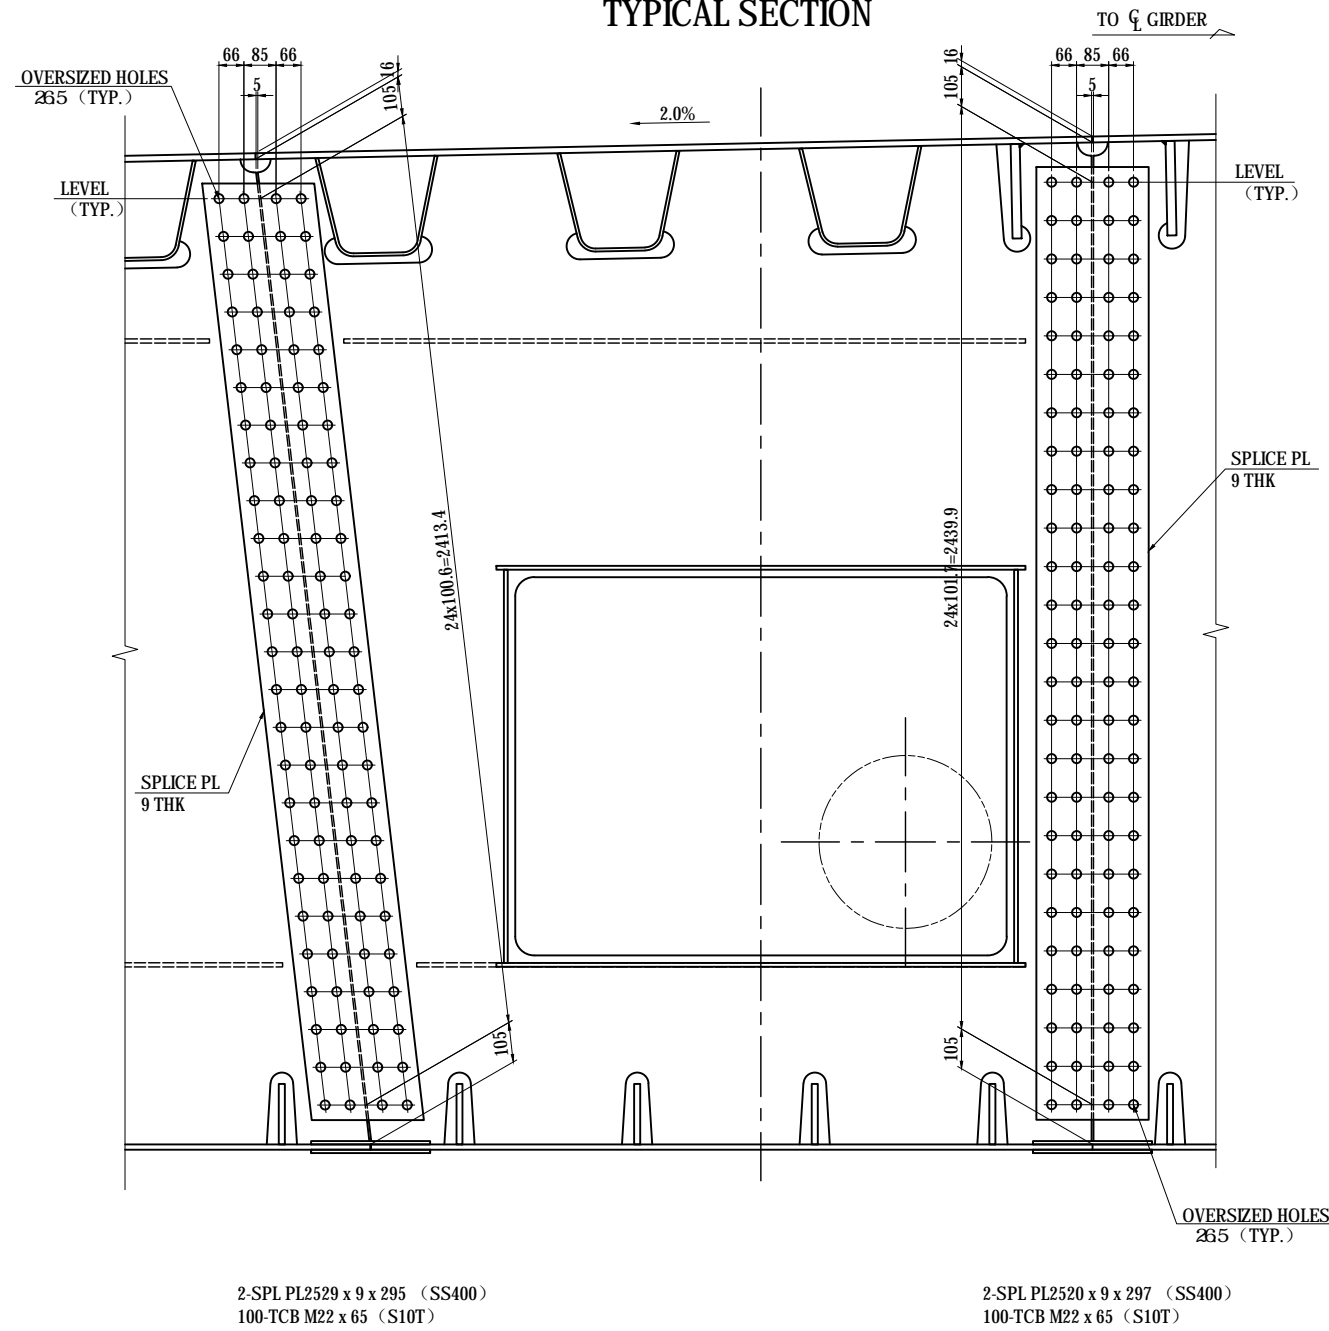 TYPICAL SECTION
TO ℄ GIRDER
66 85 66
5
16
105
OVERSIZED HOLES
26.5 (TYP.)
2.0%
16
105
66 85 66
5
LEVEL
(TYP.)
LEVEL
(TYP.)
SPLICE PL
9 THK
24x100.6=2413.4
24x101.7=2439.9
SPLICE PL
9 THK
105
105
OVERSIZED HOLES
26.5 (TYP.)
2-SPL PL2529 x 9 x 295 (SS400)
100-TCB M22 x 65 (S10T)
2-SPL PL2520 x 9 x 297 (SS400)
100-TCB M22 x 65 (S10T)